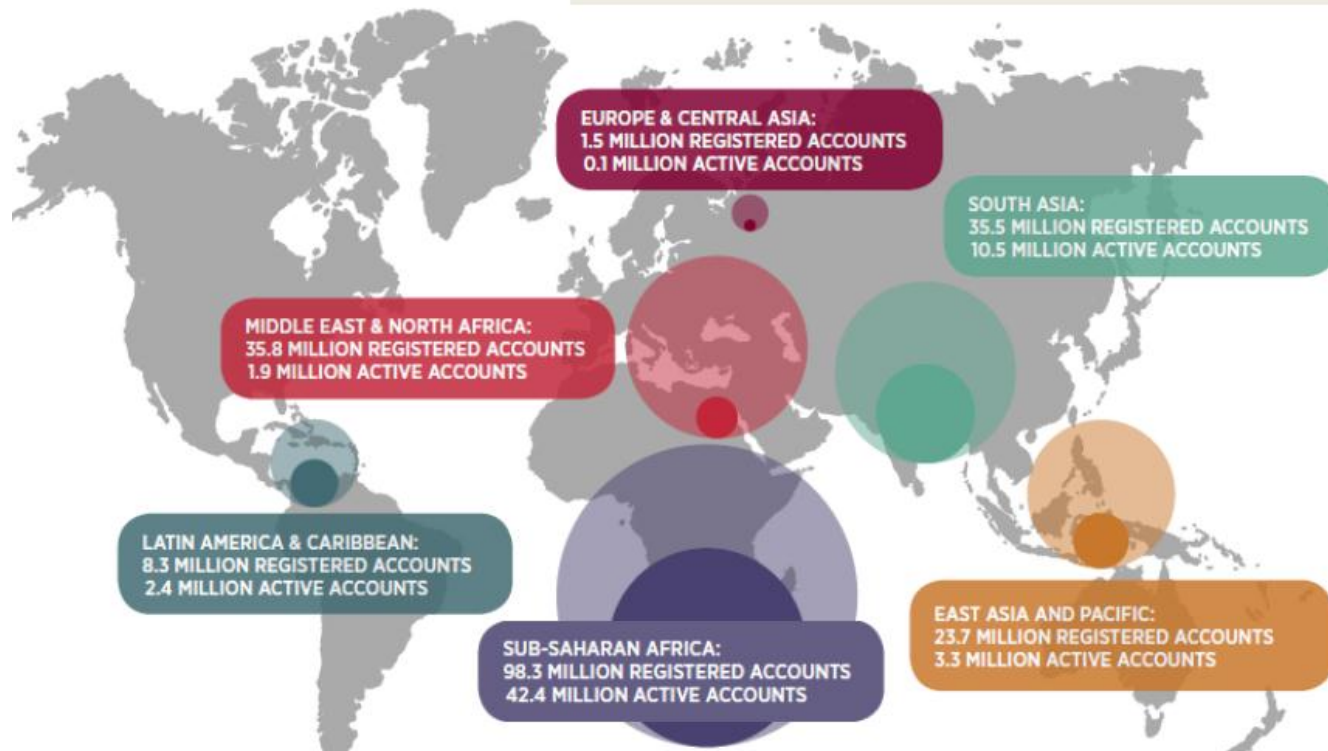 EUROPE & CENTRAL ASIA:
1.5 MILLION REGISTERED ACCOUNTS
0.1 MILLION ACTIVE ACCOUNTS
SOUTH ASIA:
35.5 MILLION REGISTERED ACCOUNTS
10.5 MILLION ACTIVE ACCOUNTS
MIDDLE EAST & NORTH AFRICA:
35.8 MILLION REGISTERED ACCOUNTS
1.9 MILLION ACTIVE ACCOUNTS
LATIN AMERICA & CARIBBEAN:
8.3 MILLION REGISTERED ACCOUNTS
2.4 MILLION ACTIVE ACCOUNTS
SUB-SAHARAN AFRICA:
98.3 MILLION REGISTERED ACCOUNTS
42.4 MILLION ACTIVE ACCOUNTS
EAST ASIA AND PACIFIC:
23.7 MILLION REGISTERED ACCOUNTS
3.3 MILLION ACTIVE ACCOUNTS